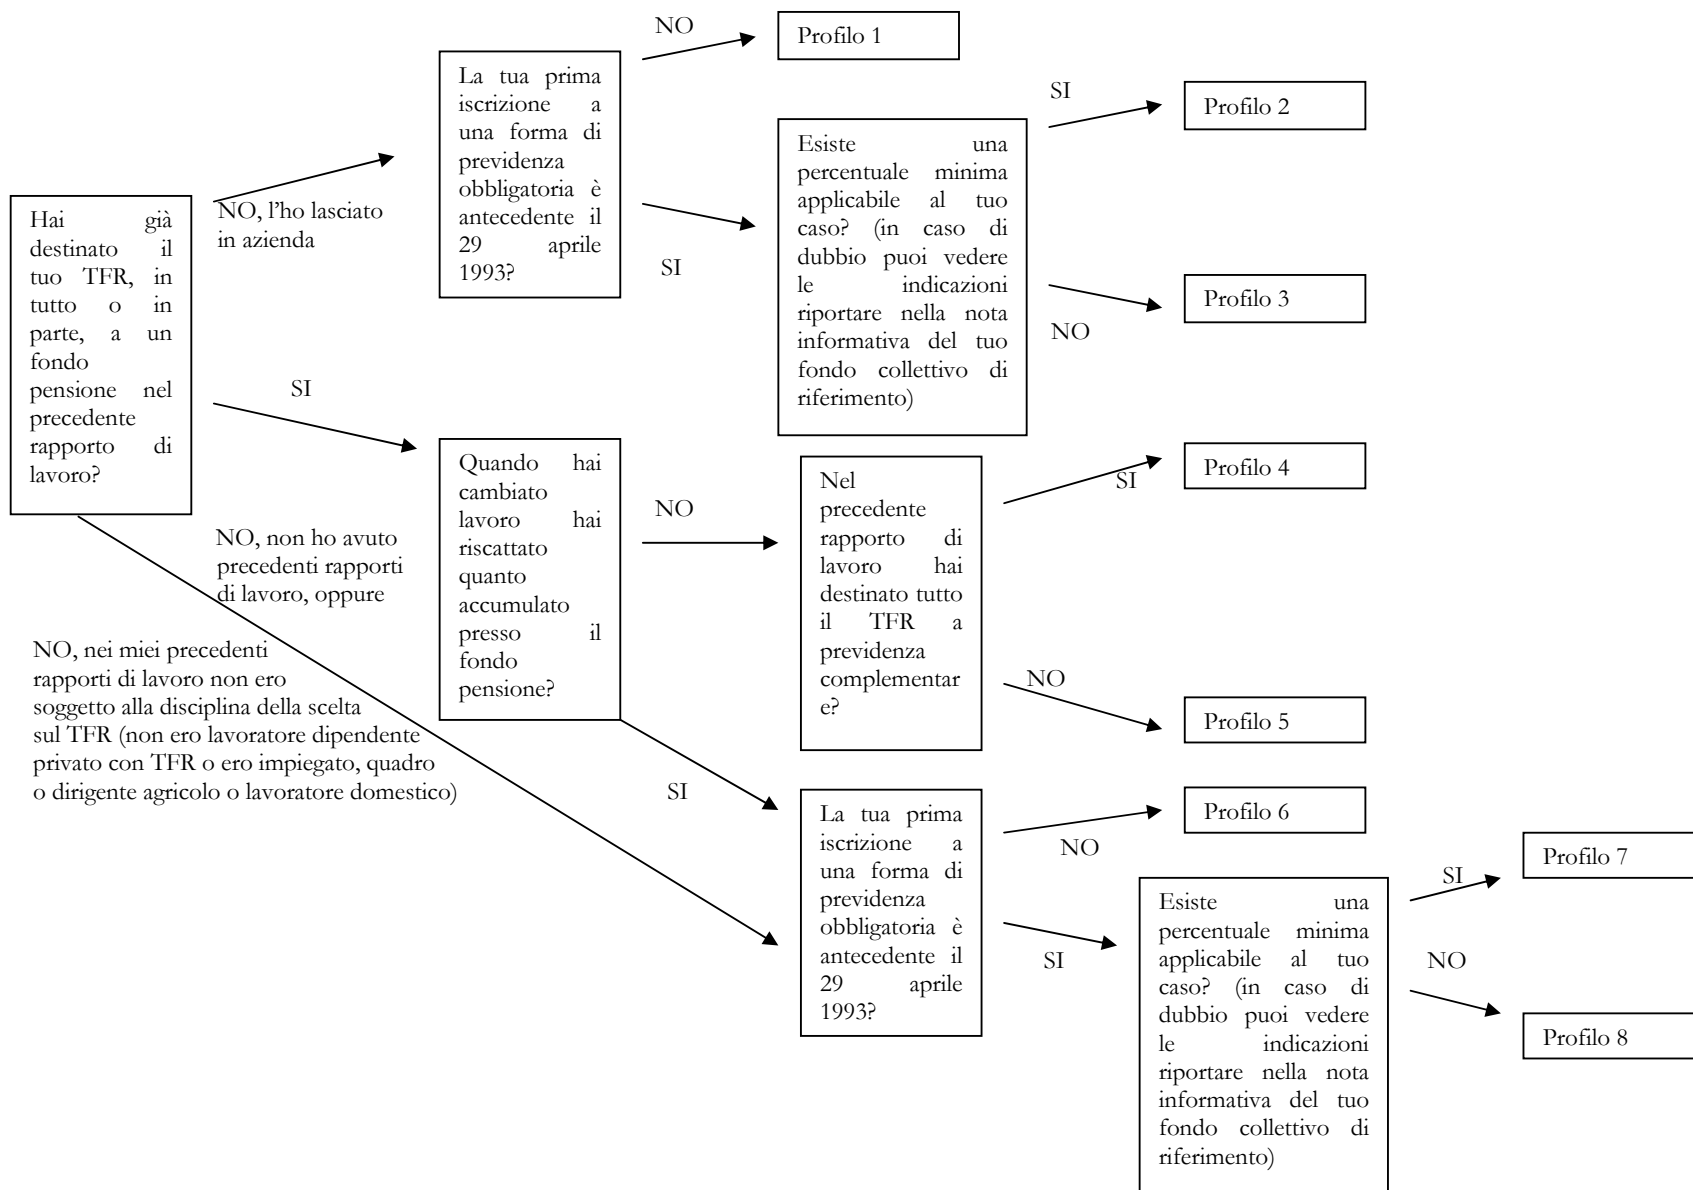 Hai già
destinato il
tuo TFR, in
tutto o in
parte, a un
fondo
pensione nel
precedente
rapporto di
lavoro?
NO, l'ho lasciato
in azienda
SI
NO, non ho avuto
precedenti rapporti
di lavoro, oppure
NO, nei miei precedenti
rapporti di lavoro non ero
soggetto alla disciplina della scelta
sul TFR (non ero lavoratore dipendente
privato con TFR o ero impiegato, quadro
o dirigente agricolo o lavoratore domestico)
La tua prima
iscrizione a
una forma di
previdenza
obbligatoria è
antecedente il
29 aprile
1993?
NO
Profilo 1
SI
Esiste una
percentuale minima
applicabile al tuo
caso? (in caso di
dubbio puoi vedere
le indicazioni
riportare nella nota
informativa del tuo
fondo collettivo di
riferimento)
SI
Profilo 2
NO
Profilo 3
Quando hai
cambiato
lavoro hai
riscattato
quanto
accumulato
presso il
fondo
pensione?
NO
Nel
precedente
rapporto di
lavoro hai
destinato tutto
il TFR a
previdenza
complementar
e?
SI
Profilo 4
NO
Profilo 5
SI
La tua prima
iscrizione a
una forma di
previdenza
obbligatoria è
antecedente il
29 aprile
1993?
NO
Profilo 6
SI
Esiste una
percentuale minima
applicabile al tuo
caso? (in caso di
dubbio puoi vedere
le indicazioni
riportare nella nota
informativa del tuo
fondo collettivo di
riferimento)
SI
Profilo 7
NO
Profilo 8